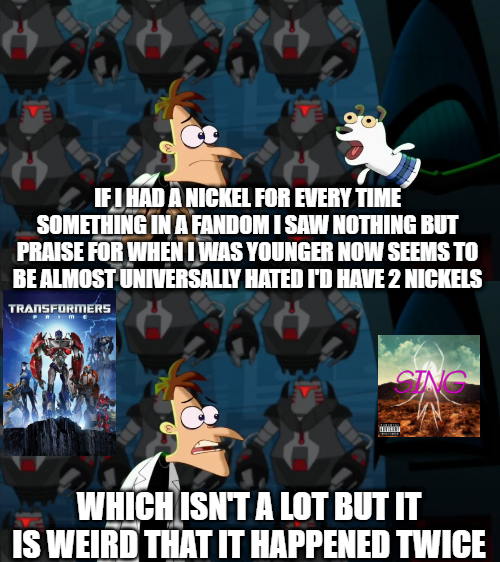 IF I HAD A NICKEL FOR EVERY TIME
SOMETHING IN A FANDOM I SAW NOTHING BUT
PRAISE FOR WHEN I WAS YOUNGER NOW SEEMS TO
BE ALMOST UNIVERSALLY HATED I'D HAVE 2 NICKELS
TRANSFORMERS
PRIME
SING
WHICH ISN'T A LOT BUT IT
IS WEIRD THAT IT HAPPENED TWICE